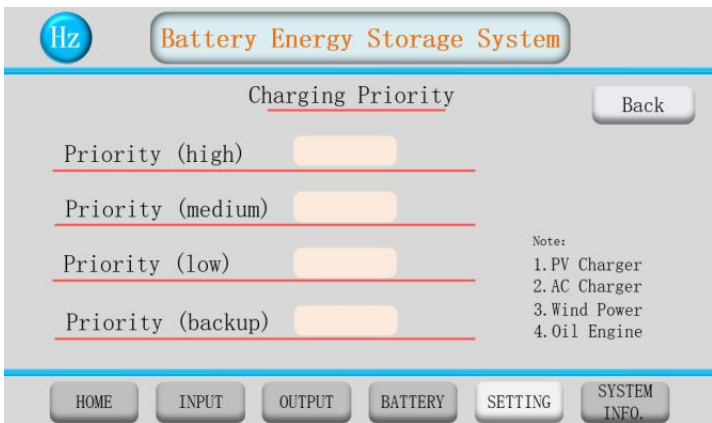 Hz
Battery Energy Storage System
Charging Priority
Back
Priority (high)
Priority (medium)
Priority (low)
Priority (backup)
Note:
1.PV Charger
2.AC Charger
3.Wind Power
4.Oil Engine
HOME
INPUT
OUTPUT
BATTERY
SETTING
SYSTEM
INFO.